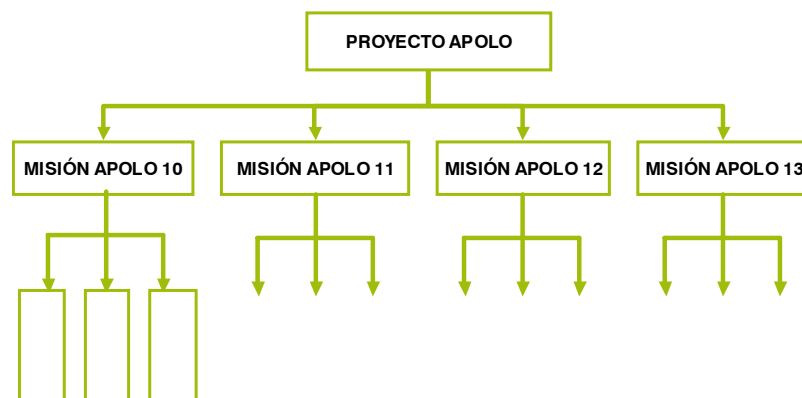 PROYECTO APOLO
MISIÓN APOLO 10
MISIÓN APOLO 11
MISIÓN APOLO 12
MISIÓN APOLO 13